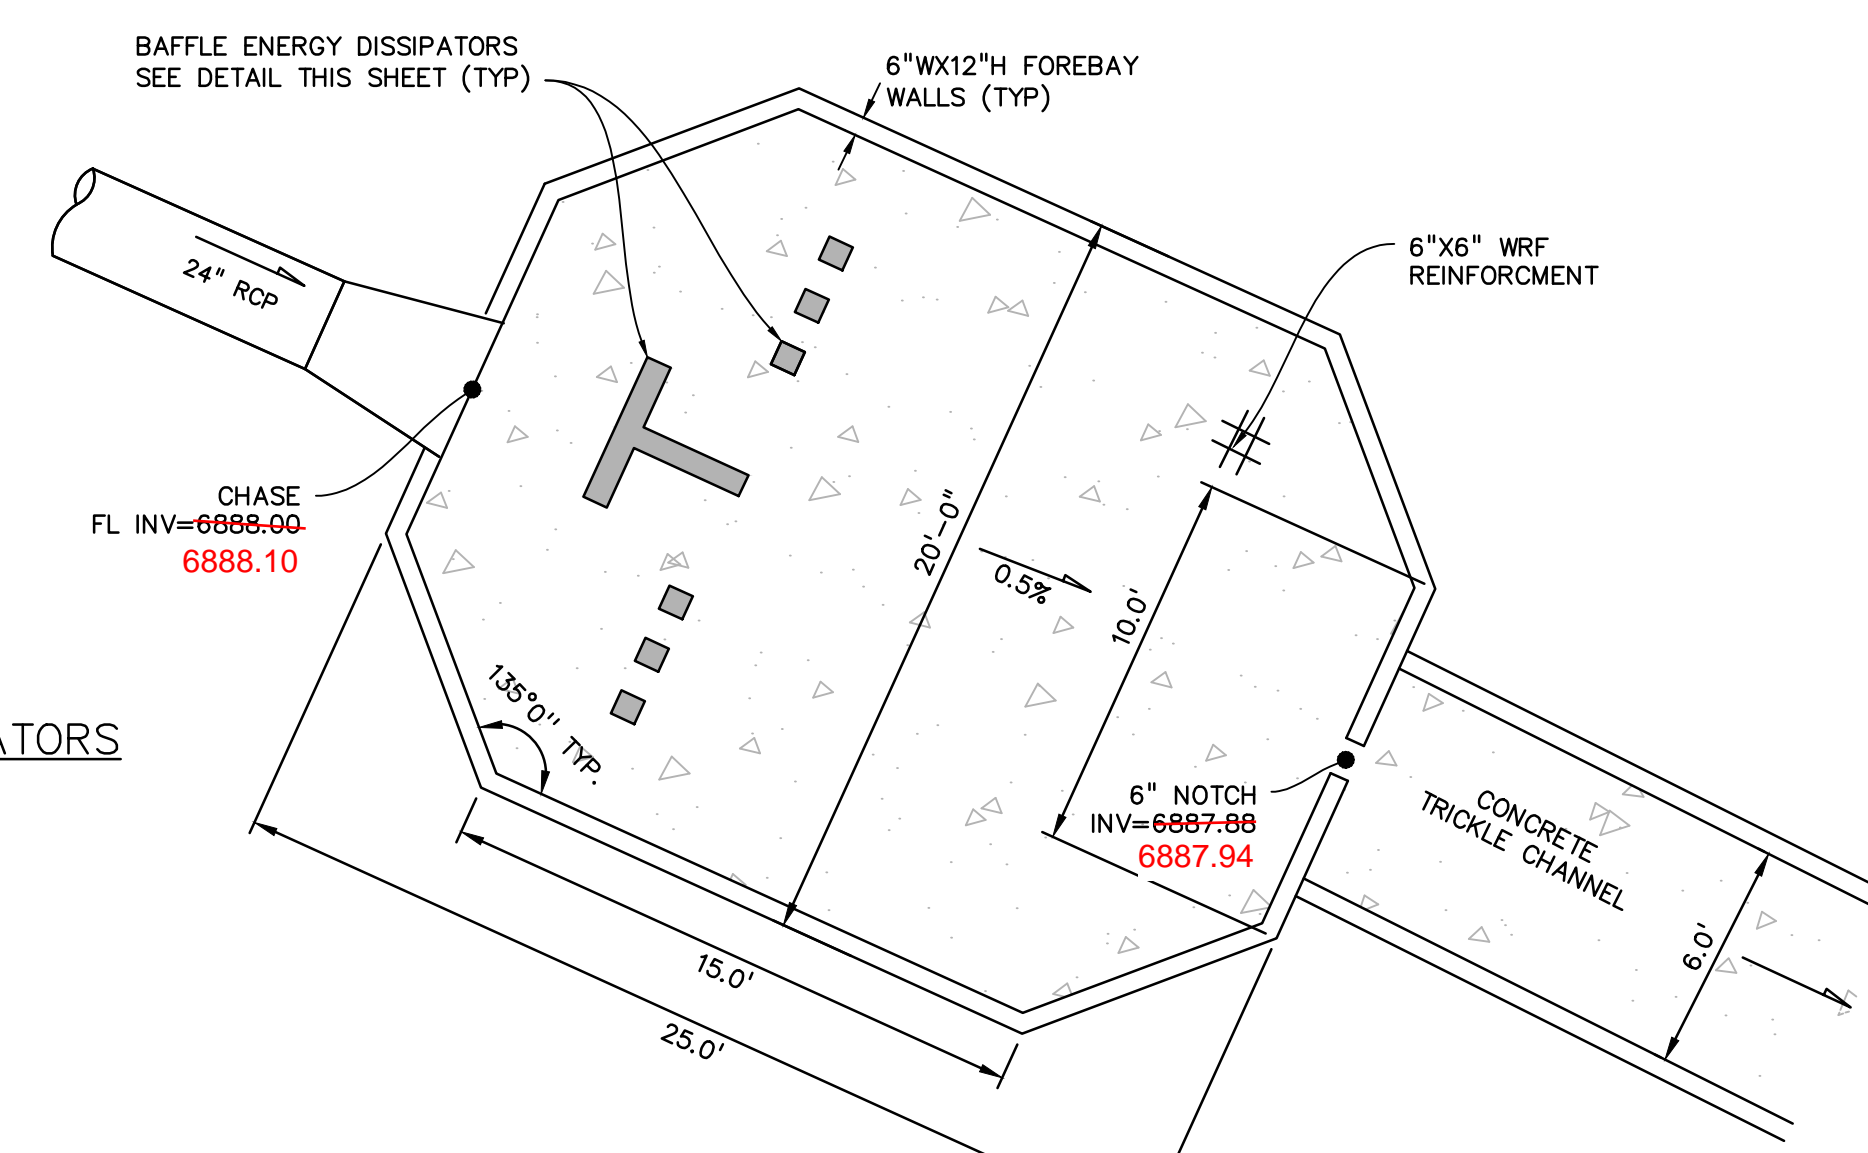 BAFFLE ENERGY DISSIPATORS
SEE DETAIL THIS SHEET (TYP)
6"WX12"H FOREBAY
WALLS (TYP)
24" RCP
6"X6" WRF
REINFORCMENT
CHASE
FL INV=6888.00
6888.10
20'-0"
0.5%
10.0'
135°0'' TYP.
ATORS
6" NOTCH
INV=6887.88
6887.94
CONCRETE
TRICKLE CHANNEL
6.0'
15.0'
25.0'